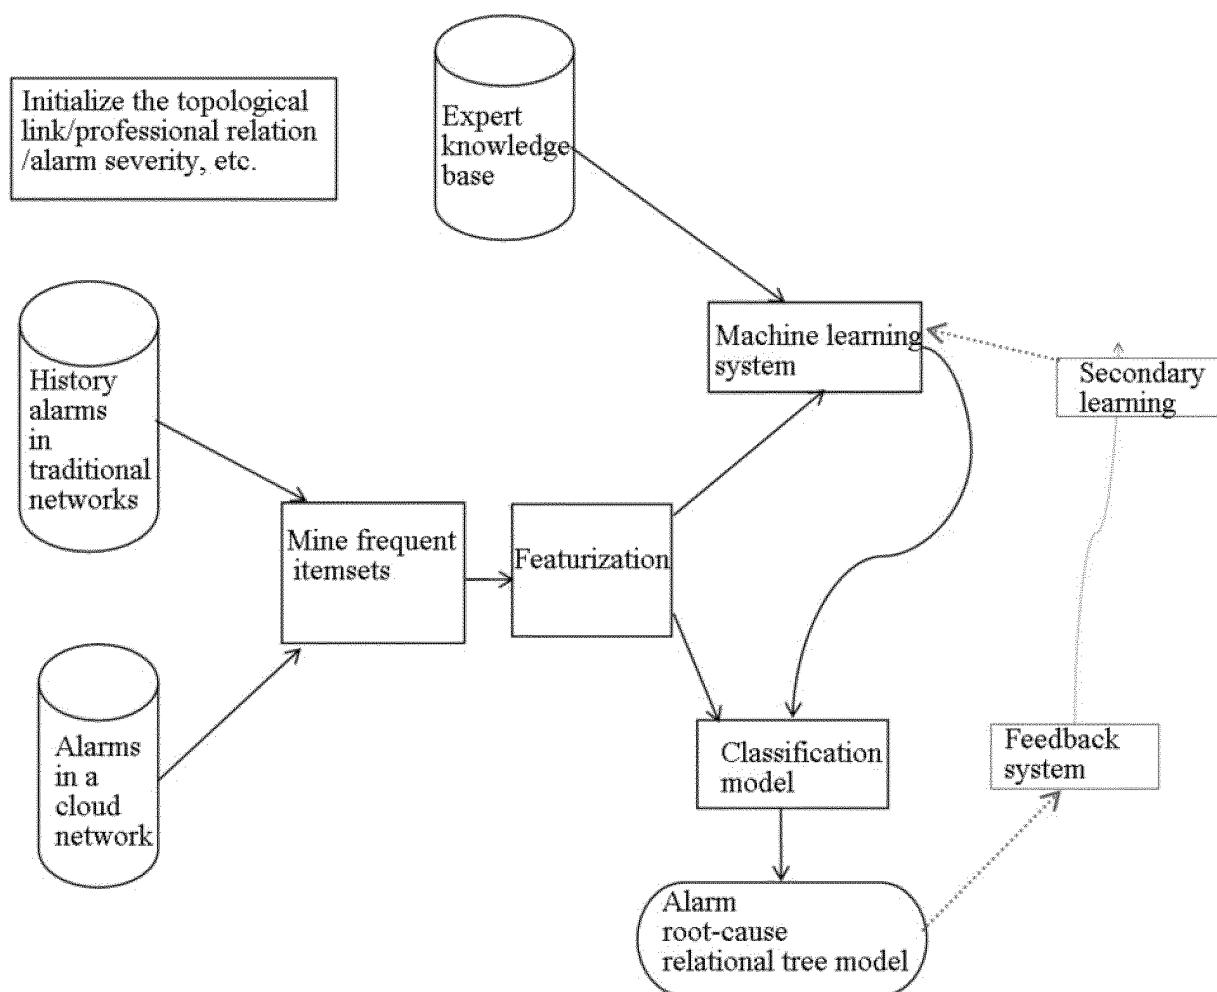 Initialize the topological
link/professional relation
/alarm severity, etc.
Expert
knowledge
base
History
alarms
in
traditional
networks
Machine learning
system
Secondary
learning
Mine frequent
itemsets
Featurization
Alarms
in a
cloud
network
Classification
model
Feedback
system
Alarm
root-cause
relational tree model